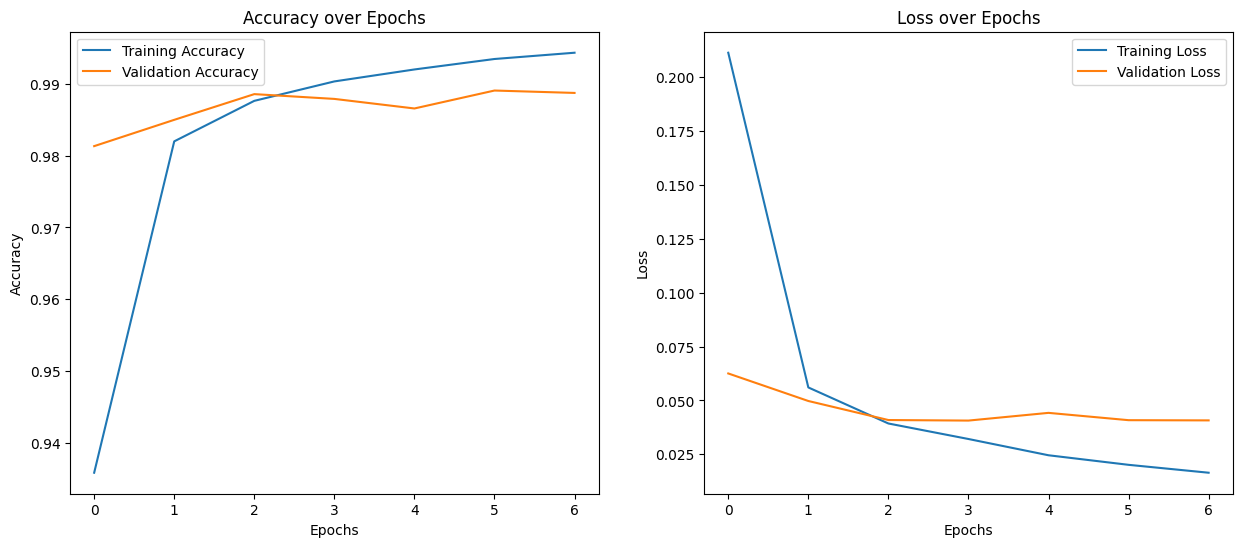 Accuracy over Epochs
Training Accuracy
Validation Accuracy
0.99
0.98
0.97
0.96
0.95
0.94
Accuracy
0 1 2 3 4 5 6
Epochs
Loss over Epochs
Training Loss
Validation Loss
0.200
0.175
0.150
0.125
0.100
0.075
0.050
0.025
Loss
0 1 2 3 4 5 6
Epochs